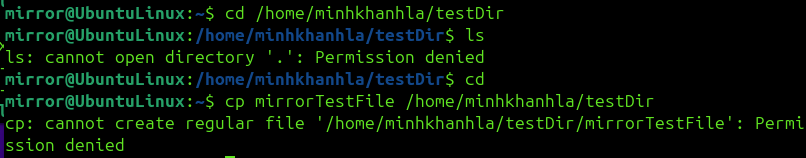 mirror@UbuntuLinux:~$ cd /home/minhkhanhla/testDir
mirror@UbuntuLinux:/home/minhkhanhla/testDir$ ls
ls: cannot open directory '.': Permission denied
mirror@UbuntuLinux:/home/minhkhanhla/testDir$ cd
mirror@UbuntuLinux:~$ cp mirrorTestFile /home/minhkhanhla/testDir
cp: cannot create regular file '/home/minhkhanhla/testDir/mirrorTestFile': Permi
ssion denied